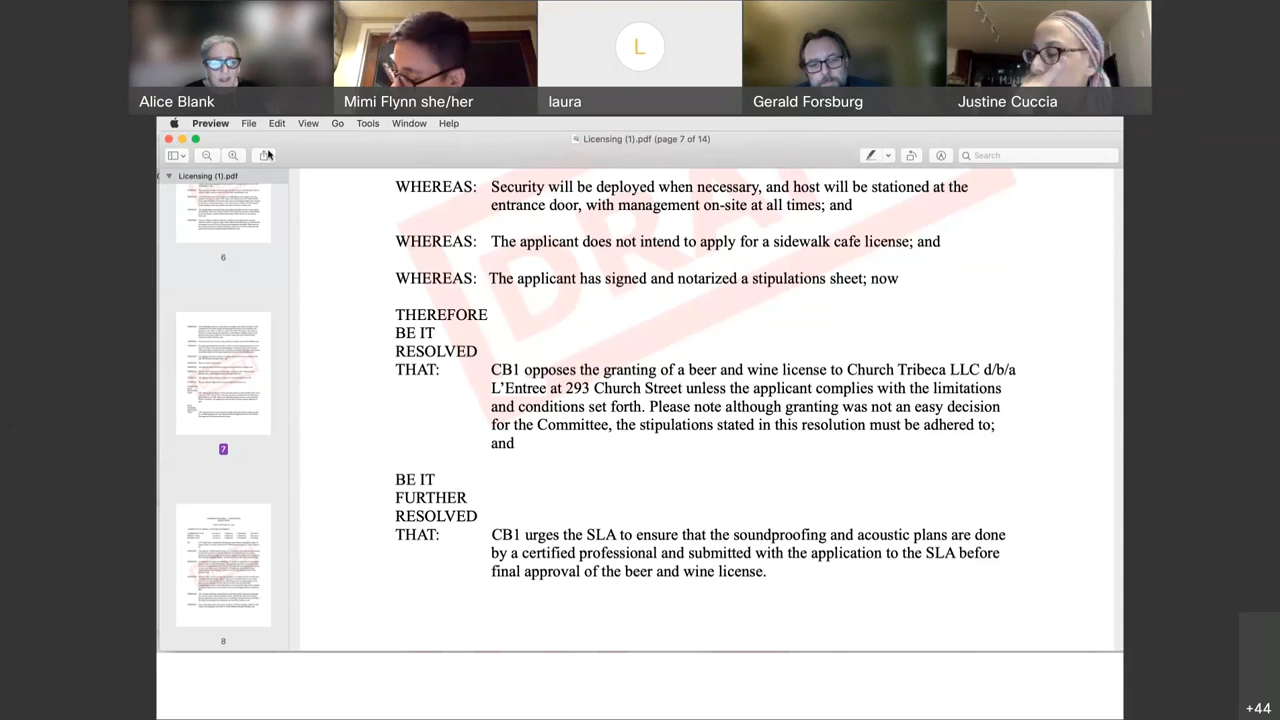 L
Alice Blank
Mimi Flynn she/her
laura
Gerald Forsburg
Justine Cuccia
Preview File Edit View Go Tools Window Help
Licensing (1).pdf (page 7 of 14)
Search
Licensing (1).pdf
6
7
8
WHEREAS: Security will be deployed when necessary, and host will be stationed at the
entrance door, with management on-site at all times; and
WHEREAS: The applicant does not intend to apply for a sidewalk cafe license; and
WHEREAS: The applicant has signed and notarized a stipulations sheet; now
THEREFORE
BE IT
RESOLVED
THAT: CB1 opposes the granting of a beer and wine license to Church LLC d/b/a
L'Entrée at 293 Church Street unless the applicant complies with the limitations
and conditions set forth. Please note although granting was not an easy decision
for the Committee, the stipulations stated in this resolution must be adhered to;
and
BE IT
FURTHER
RESOLVED
THAT: CB1 urges the SLA to ensure that the soundproofing and acoustic plans are done
by a certified professional and submitted with the application to the SLA before
full approval of the beer and wine license.
+44